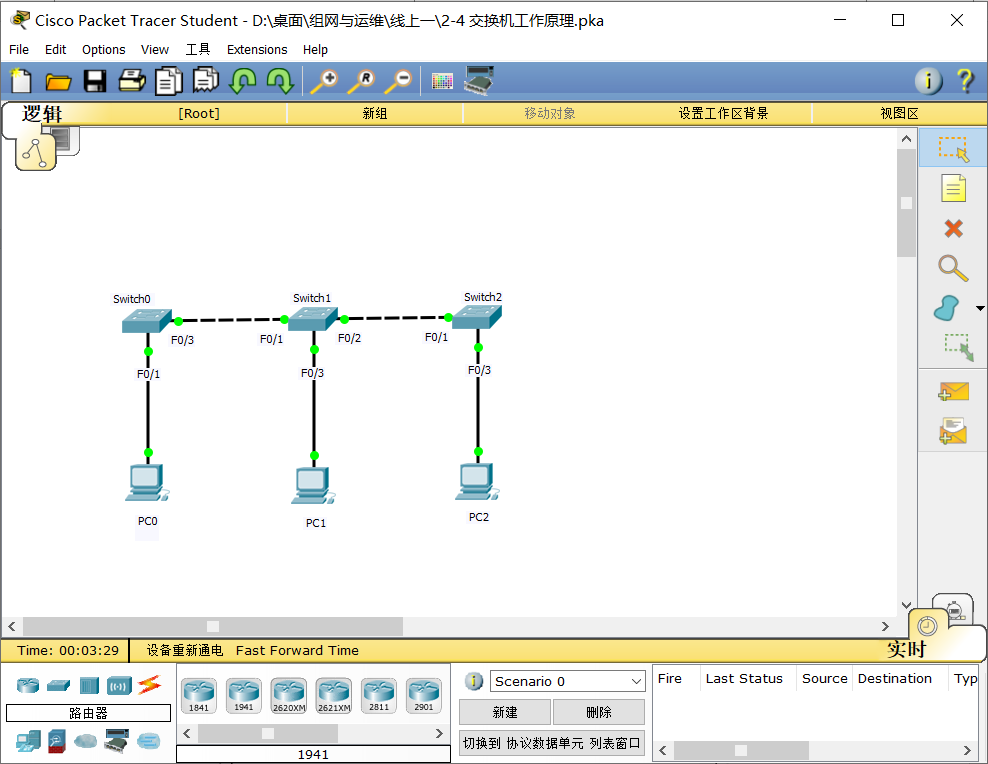 Cisco Packet Tracer Student - D:\桌面\组网与运维\线上一\2-4 交换机工作原理.pka
File Edit Options View 工具 Extensions Help
逻辑 [Root] 新组 移动对象 设置工作区背景 视图区
Switch0 Switch1 Switch2
F0/3 F0/1 F0/2 F0/1
F0/1 F0/3 F0/3
PC0 PC1 PC2
Time: 00:03:29 设备重新通电 Fast Forward Time 实时
Scenario 0
Fire Last Status Source Destination Typ
1841 1941 2620XM 2621XM 2811 2901
路由器
新建 删除
切换到 协议数据单元 列表窗口
1941